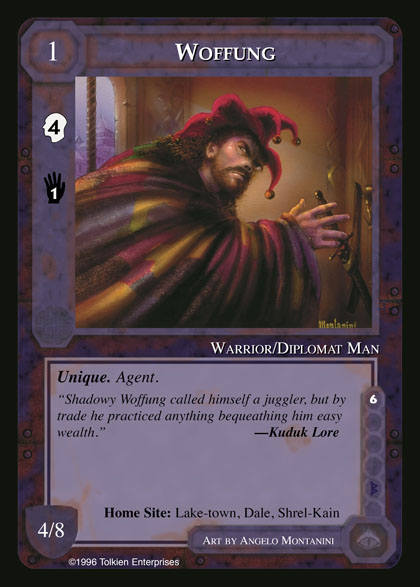 1
Woffung
4
1
Montanini
Warrior/Diplomat Man
Unique. Agent.
“Shadowy Woffung called himself a juggler, but by
trade he practiced anything bequeathing him easy
wealth.” —Kuduk Lore
6
Home Site: Lake-town, Dale, Shrel-Kain
4/8
Art by Angelo Montanini
©1996 Tolkien Enterprises